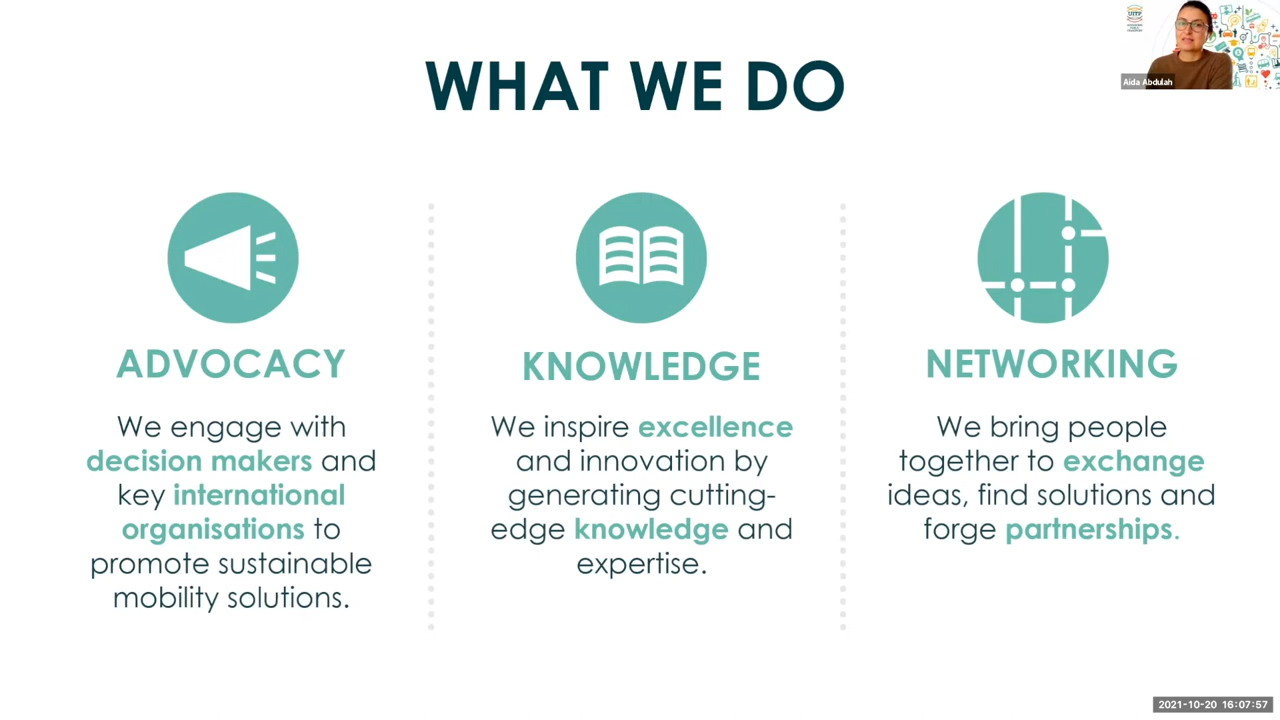 WHAT WE DO
UITP
Aida Abdulah
ADVOCACY
We engage with
decision makers and
key international
organisations to
promote sustainable
mobility solutions.
KNOWLEDGE
We inspire excellence
and innovation by
generating cutting-
edge knowledge and
expertise.
NETWORKING
We bring people
together to exchange
ideas, find solutions and
forge partnerships.
2021-10-20 16:07:57